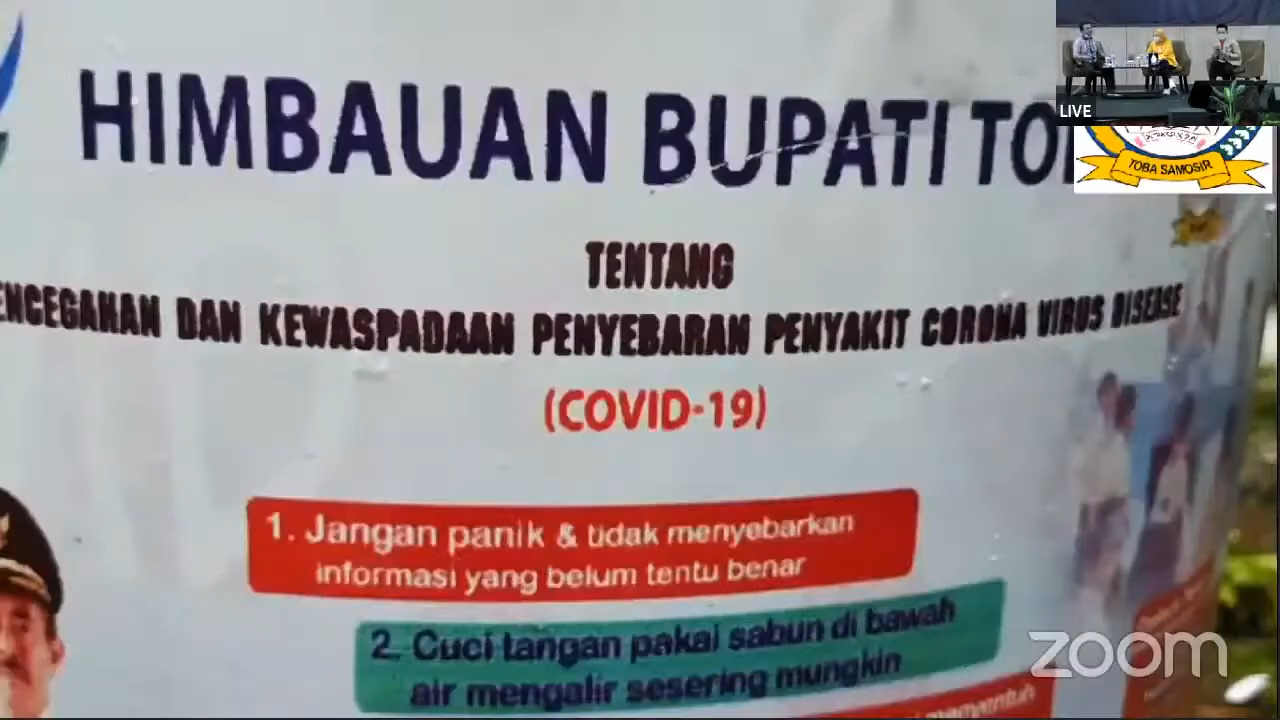 HIMBAUAN BUPATI TO
TENTANG
ENCEGAHAN DAN KEWASPADAAN PENYEBARAN PENYAKIT CORONA VIRUS DISEASE
(COVID-19)
1. Jangan panik & tidak menyebarkan
informasi yang belum tentu benar
2. Cuci tangan pakai sabun di bawah
air mengalir sesering mungkin
menyentuh
LIVE
TOBA SAMOSIR
zoom